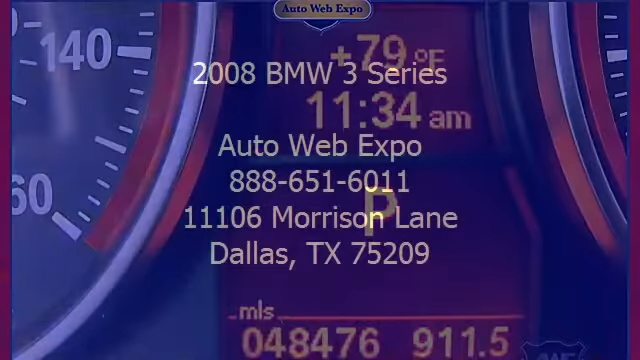 Auto Web Expo
140
+79 °F
2008 BMW 3 Series
11:34 am
Auto Web Expo
888-651-6011
P
60
11106 Morrison Lane
Dallas, TX 75209
mls
048476 911.5